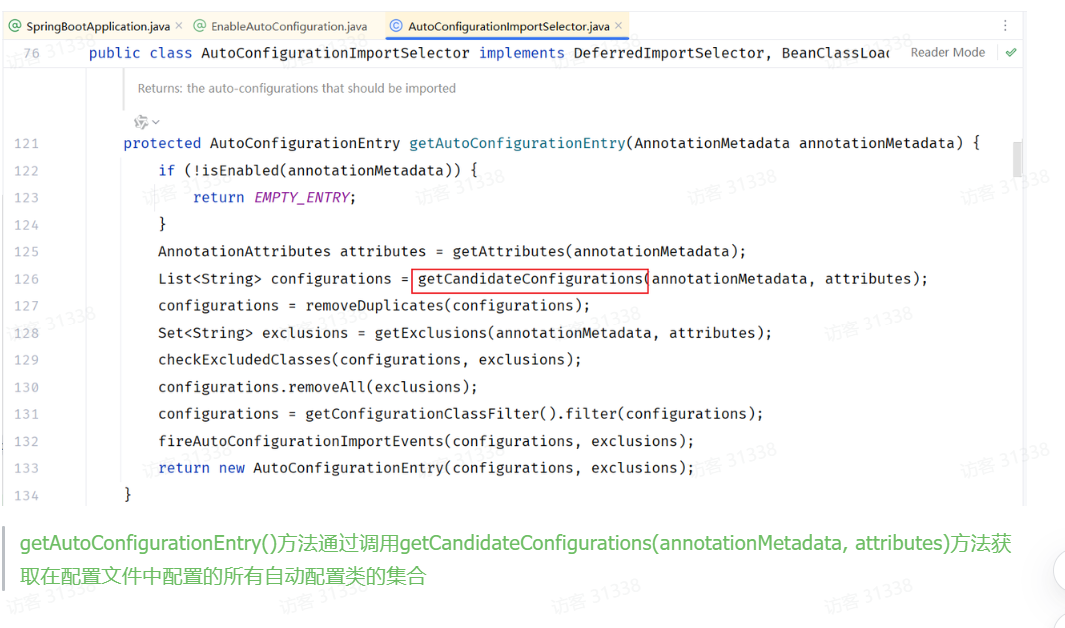 SpringBootApplication.java EnableAutoConfiguration.java AutoConfigurationImportSelector.java
76 public class AutoConfigurationImportSelector implements DeferredImportSelector, BeanClassLoad Reader Mode
Returns: the auto-configurations that should be imported
121 protected AutoConfigurationEntry getAutoConfigurationEntry(AnnotationMetadata annotationMetadata) {
122 if (!isEnabled(annotationMetadata)) {
123 return EMPTY_ENTRY;
124 }
125 AnnotationAttributes attributes = getAttributes(annotationMetadata);
126 List<String> configurations = getCandidateConfigurations(annotationMetadata, attributes);
127 configurations = removeDuplicates(configurations);
128 Set<String> exclusions = getExclusions(annotationMetadata, attributes);
129 checkExcludedClasses(configurations, exclusions);
130 configurations.removeAll(exclusions);
131 configurations = getConfigurationClassFilter().filter(configurations);
132 fireAutoConfigurationImportEvents(configurations, exclusions);
133 return new AutoConfigurationEntry(configurations, exclusions);
134 }
getAutoConfigurationEntry()方法通过调用getCandidateConfigurations(annotationMetadata, attributes)方法获
取在配置文件中配置的所有自动配置类的集合
访客 31338